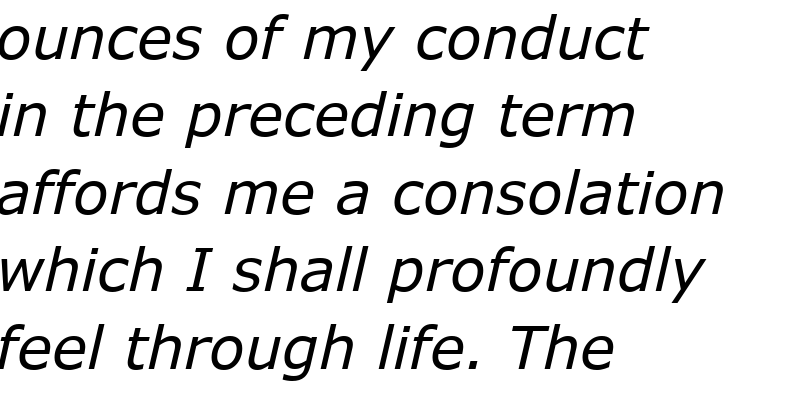 ounces of my conduct
in the preceding term
affords me a consolation
which I shall profoundly
feel through life. The